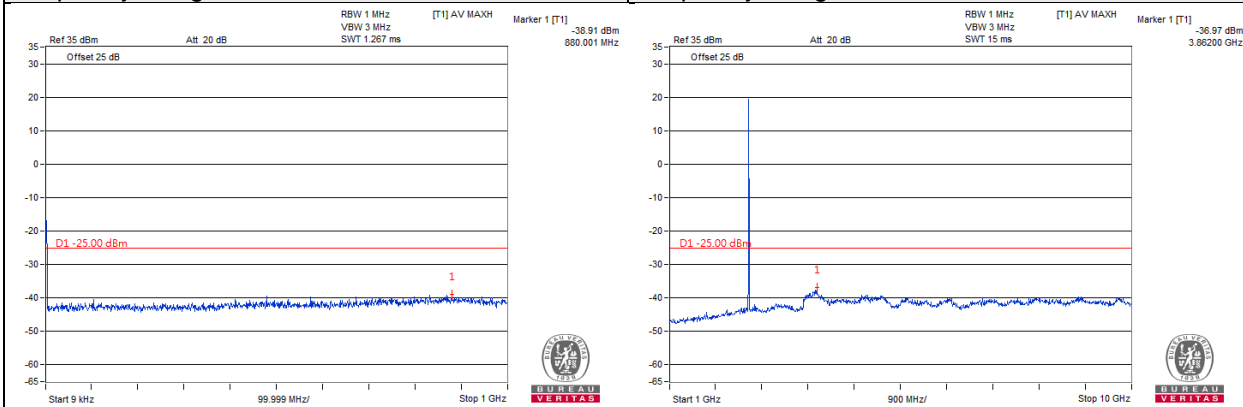 RBW 1 MHz [T1] AV MAXH Marker 1 [T1]
VBW 3 MHz -38.91 dBm
Ref 35 dBm Att 20 dB SWT 1.267 ms 880.001 MHz
35
Offset 25 dB
30
20
10
0
-10
-20
D1 -25.00 dBm
-30
1
-40
-50
-60
-65
Start 9 kHz 99.999 MHz/ Stop 1 GHz
BUREAU VERITAS
1828
BUREAU
VERITAS
RBW 1 MHz [T1] AV MAXH Marker 1 [T1]
VBW 3 MHz -36.97 dBm
Ref 35 dBm Att 20 dB SWT 15 ms 3.86200 GHz
35
Offset 25 dB
30
20
10
0
-10
-20
D1 -25.00 dBm
-30
1
-40
-50
-60
-65
Start 1 GHz 900 MHz/ Stop 10 GHz
BUREAU VERITAS
1828
BUREAU
VERITAS